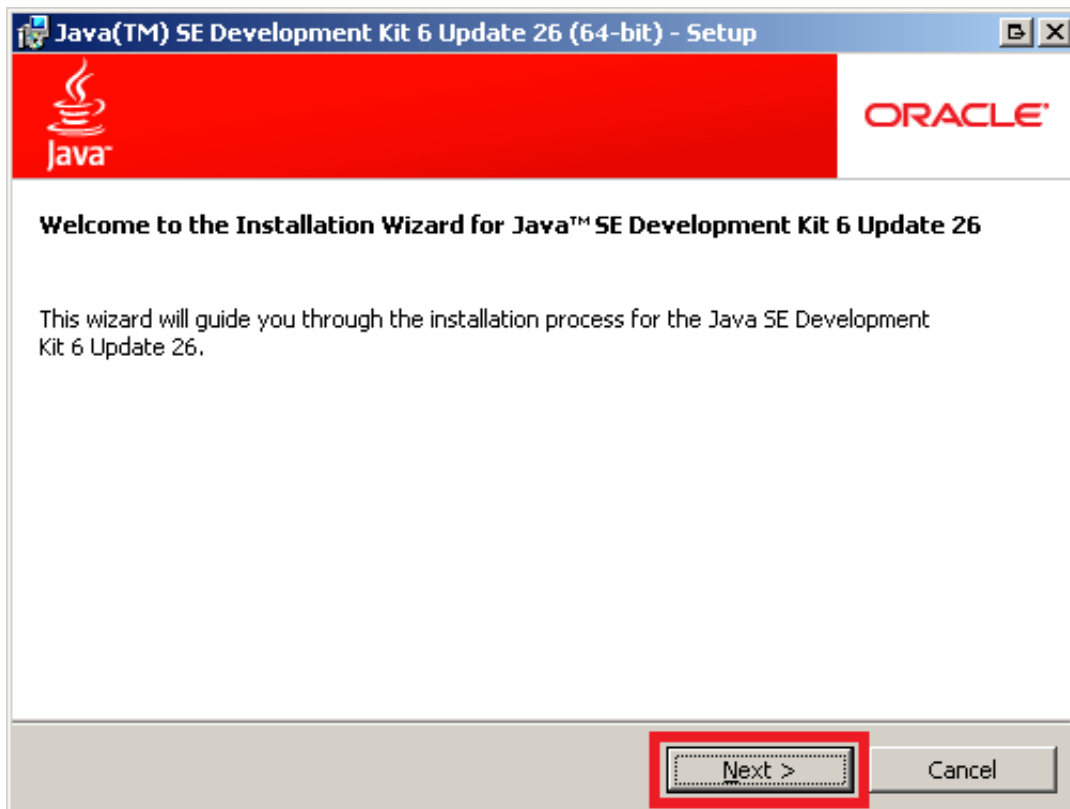 Java(TM) SE Development Kit 6 Update 26 (64-bit) - Setup
Java™
ORACLE®
Welcome to the Installation Wizard for Java™ SE Development Kit 6 Update 26
This wizard will guide you through the installation process for the Java SE Development
Kit 6 Update 26.
Next >
Cancel